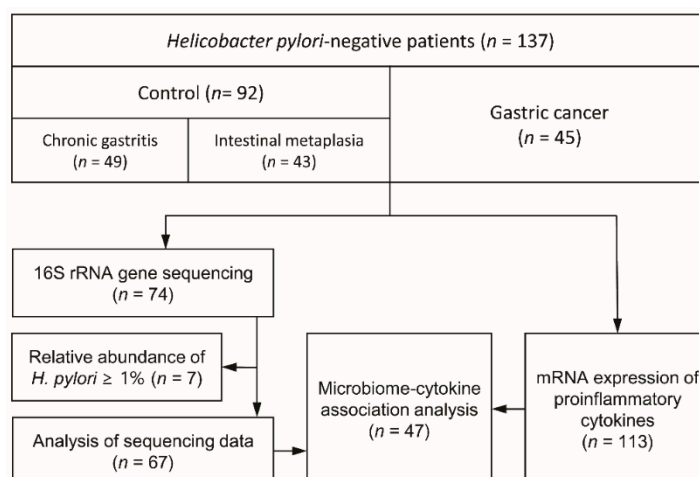 Helicobacter pylori-negative patients (n = 137)
Control (n= 92)
Chronic gastritis
(n = 49)
Intestinal metaplasia
(n = 43)
Gastric cancer
(n = 45)
16S rRNA gene sequencing
(n = 74)
Relative abundance of
H. pylori ≥ 1% (n = 7)
Analysis of sequencing data
(n = 67)
Microbiome-cytokine
association analysis
(n = 47)
mRNA expression of
proinflammatory
cytokines
(n = 113)